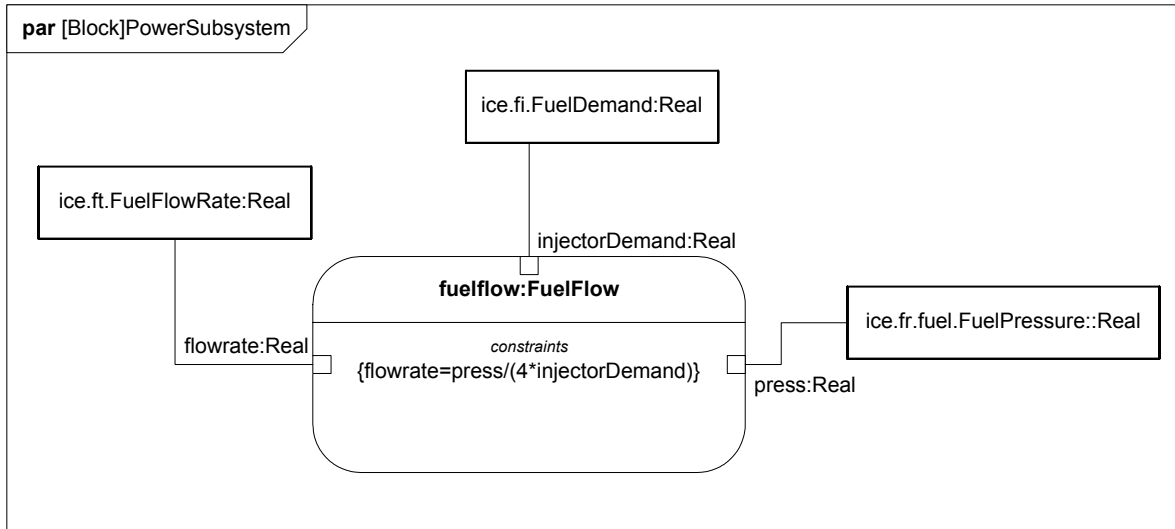 par [Block]PowerSubsystem
ice.fi.FuelDemand:Real
ice.ft.FuelFlowRate:Real
injectorDemand:Real
fuelflow:FuelFlow
ice.fr.fuel.FuelPressure::Real
flowrate:Real
constraints
{flowrate=press/(4*injectorDemand)}
press:Real